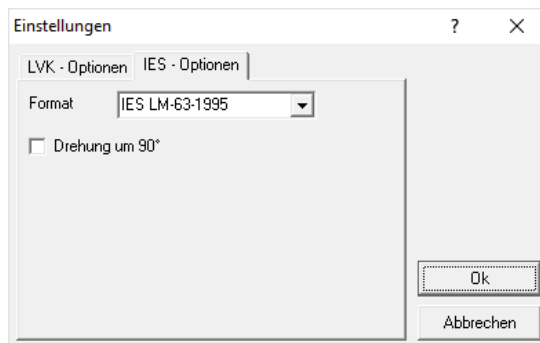 Einstellungen ?
LVK - Optionen IES - Optionen
Format IES LM-63-1995
Drehung um 90°
Ok
Abbrechen